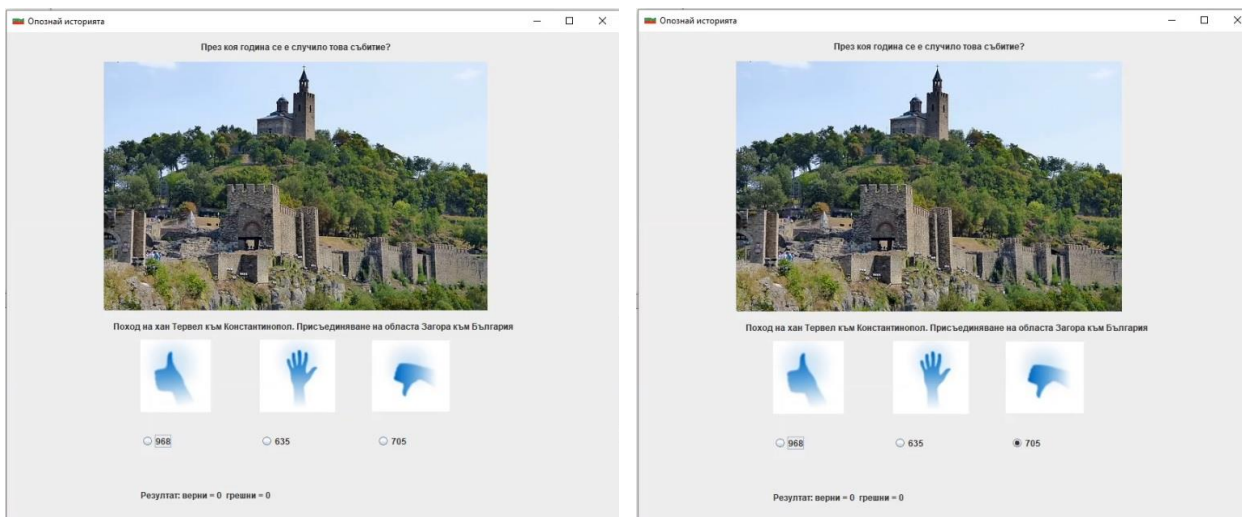 Опознай историята
През коя година се е случило това събитие?
Поход на хан Тервел към Константинопол. Присъединяване на областа Загора към България
968 635 705
Резултат: верни = 0 грешни = 0
Опознай историята
През коя година се е случило това събитие?
Поход на хан Тервел към Константинопол. Присъединяване на областа Загора към България
968 635 705
Резултат: верни = 0 грешни = 0